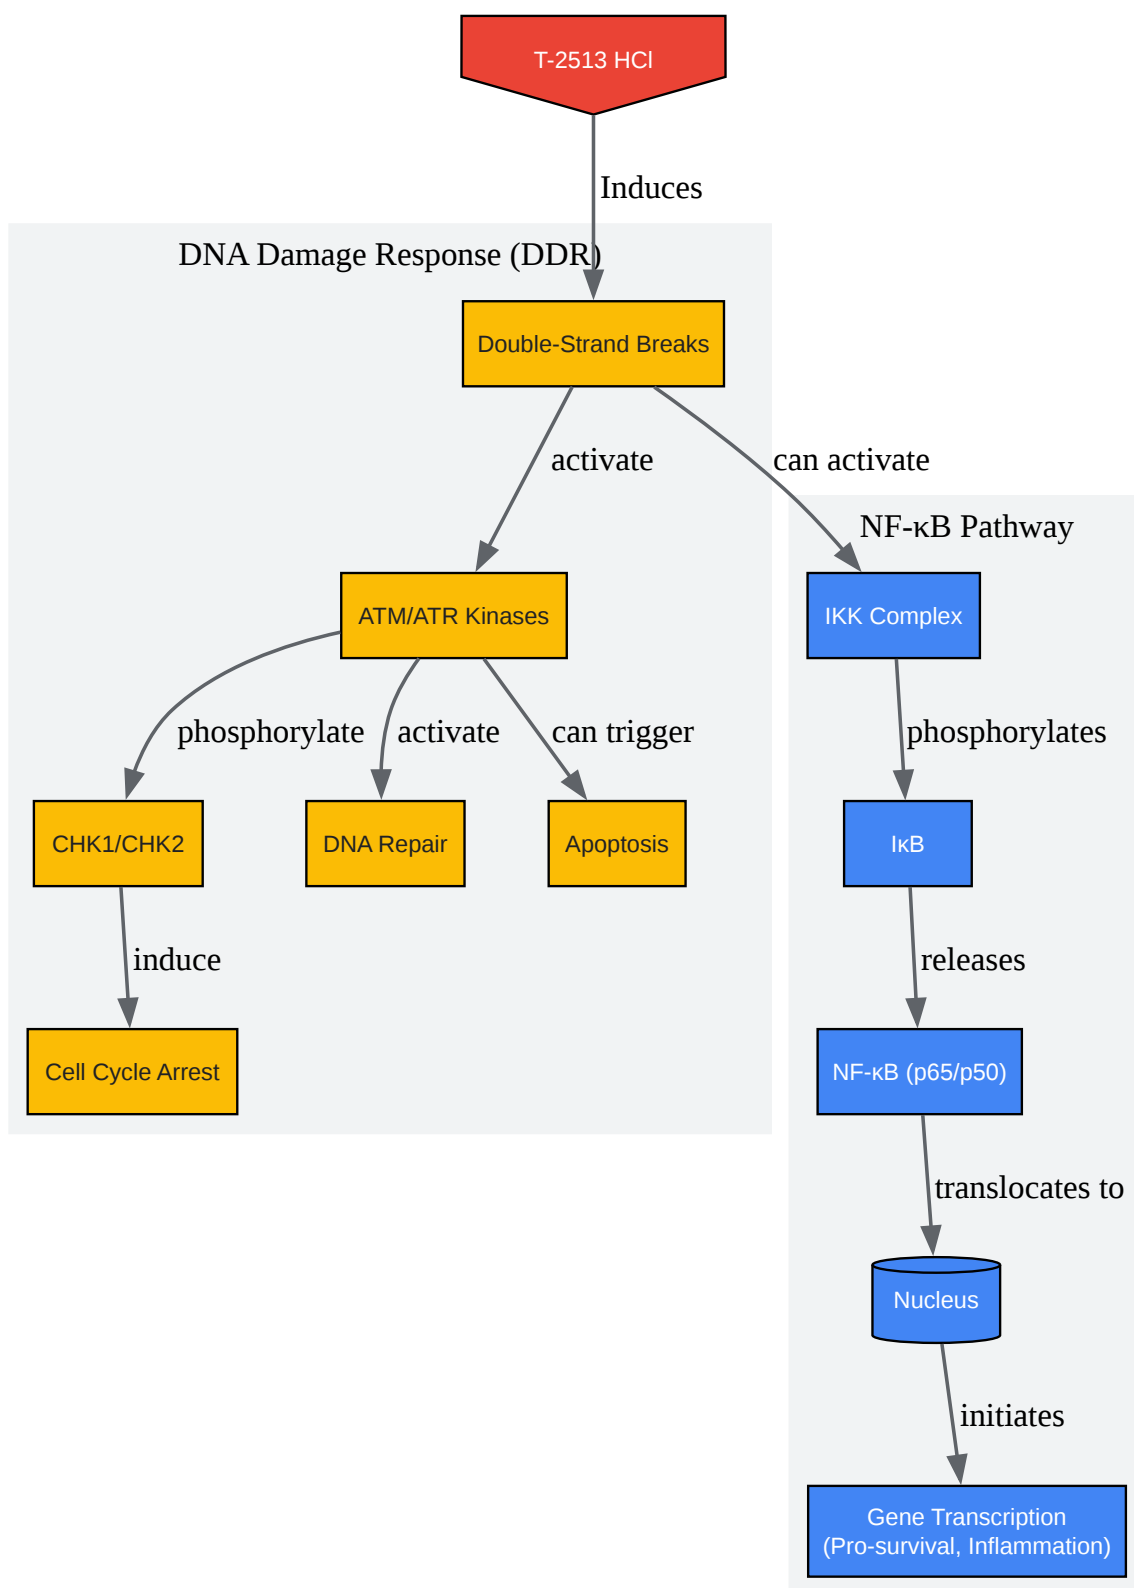 T-2513 HCl
Induces
DNA Damage Response (DDR)
Double-Strand Breaks
activate
can activate
NF-κB Pathway
ATM/ATR Kinases
IKK Complex
phosphorylate
activate
can trigger
phosphorylates
CHK1/CHK2
DNA Repair
Apoptosis
IκB
induce
releases
Cell Cycle Arrest
NF-κB (p65/p50)
translocates to
Nucleus
initiates
Gene Transcription
(Pro-survival, Inflammation)